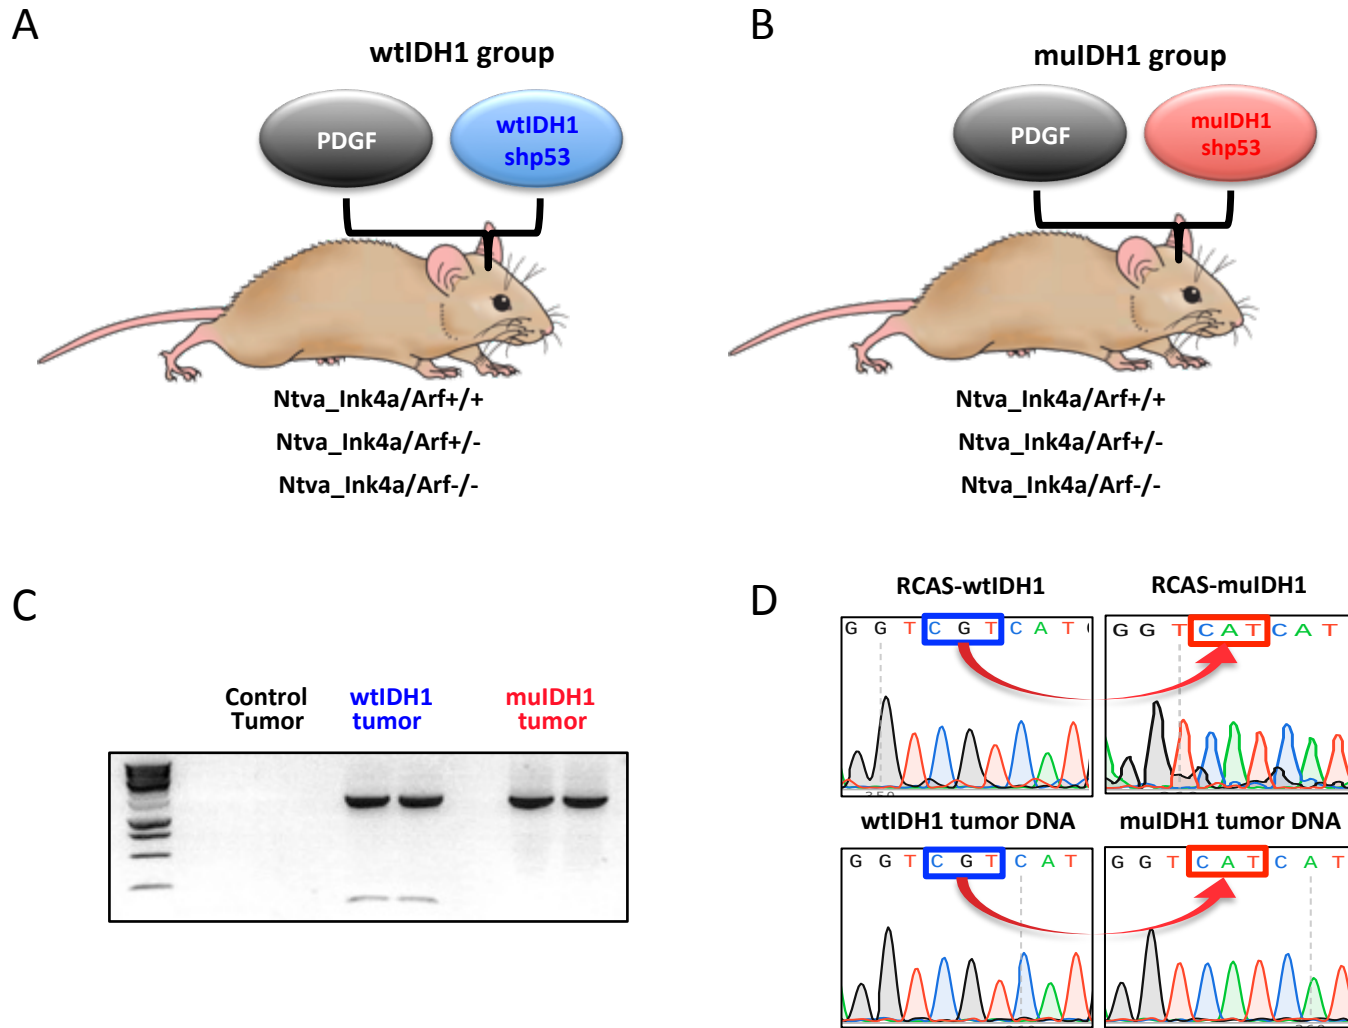 A
wtIDH1 group
PDGF
wtIDH1
shp53
Ntva_Ink4a/Arf+/+
Ntva_Ink4a/Arf+/-
Ntva_Ink4a/Arf-/-
B
muIDH1 group
PDGF
muIDH1
shp53
Ntva_Ink4a/Arf+/+
Ntva_Ink4a/Arf+/-
Ntva_Ink4a/Arf-/-
C
Control
Tumor
wtIDH1
tumor
muIDH1
tumor
D
RCAS-wtIDH1
G G T C G T C A T
RCAS-muIDH1
G G T C A T C A T
wtIDH1 tumor DNA
G G T C G T C A T
muIDH1 tumor DNA
G G T C A T C A T